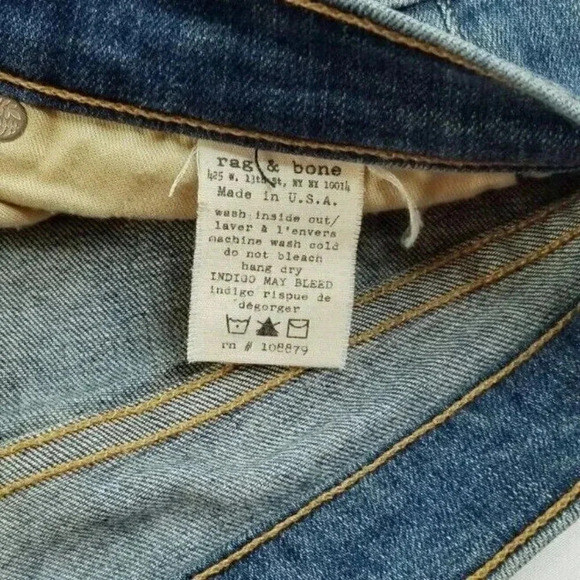 rag & bone
425 W. 13th St, NY NY 10014
Made in U.S.A.
wash inside out/
laver à l'envers
machine wash cold
do not bleach
hang dry
INDIGO MAY BLEED
indigo rispue de
dégorger
rn # 108879